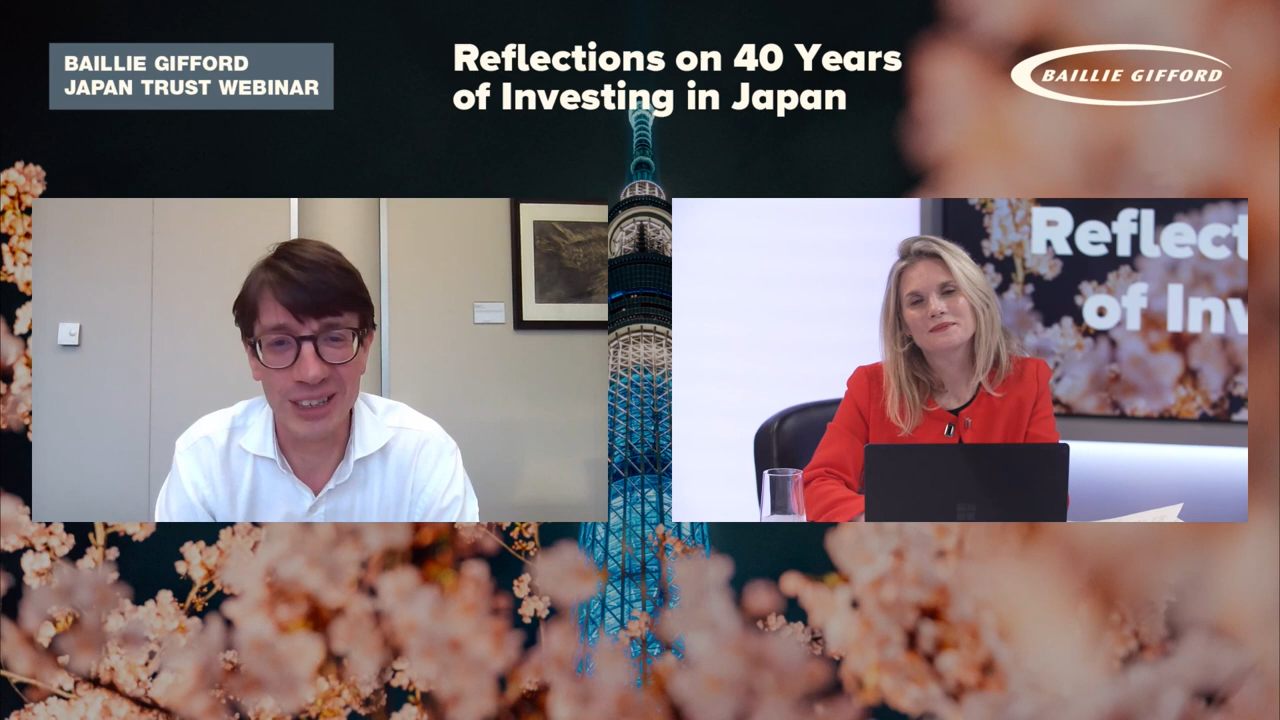 BAILLIE GIFFORD
JAPAN TRUST WEBINAR
Reflections on 40 Years
of Investing in Japan
BAILLIE GIFFORD
Reflect
of Inv